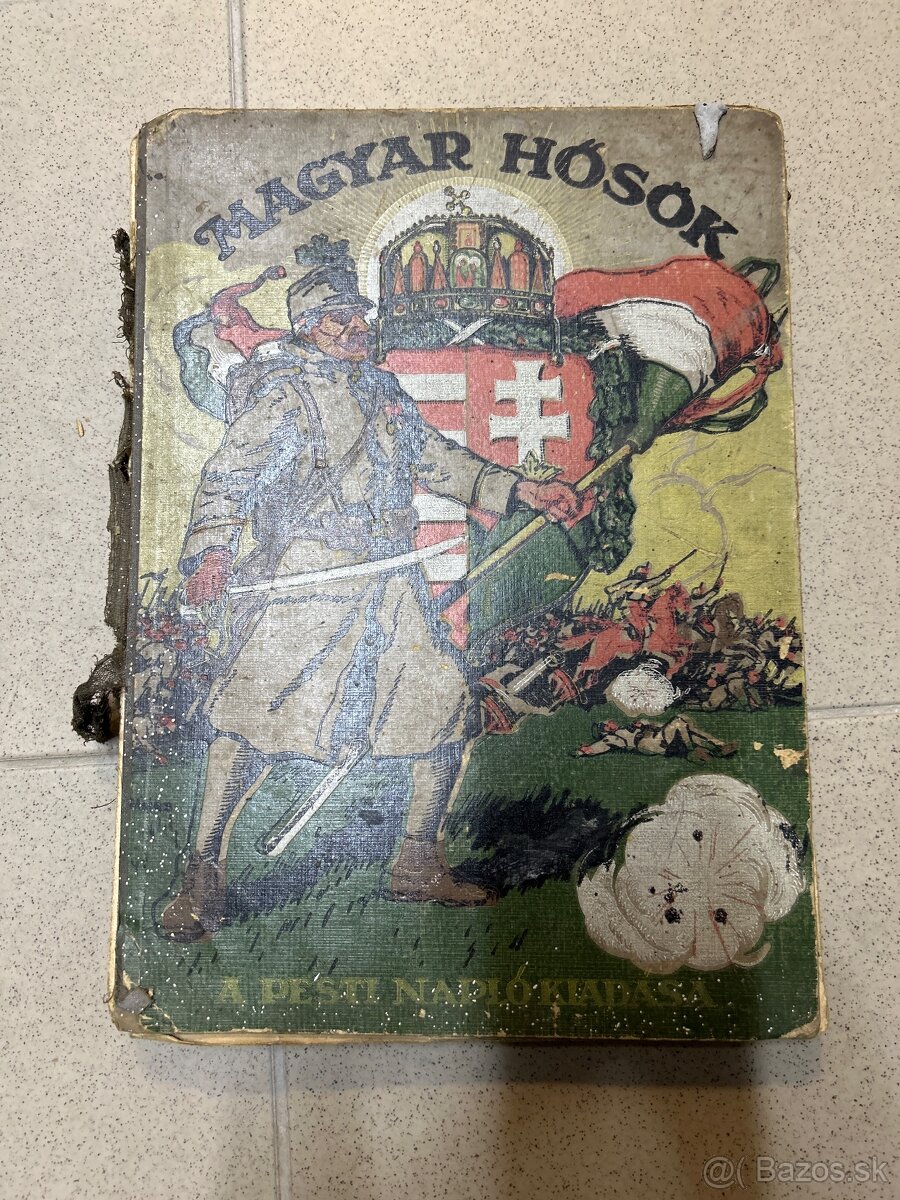 MAGYAR HŐSÖK
A PESTI NAPLÓ KIADÁSA
@( Bazos.sk